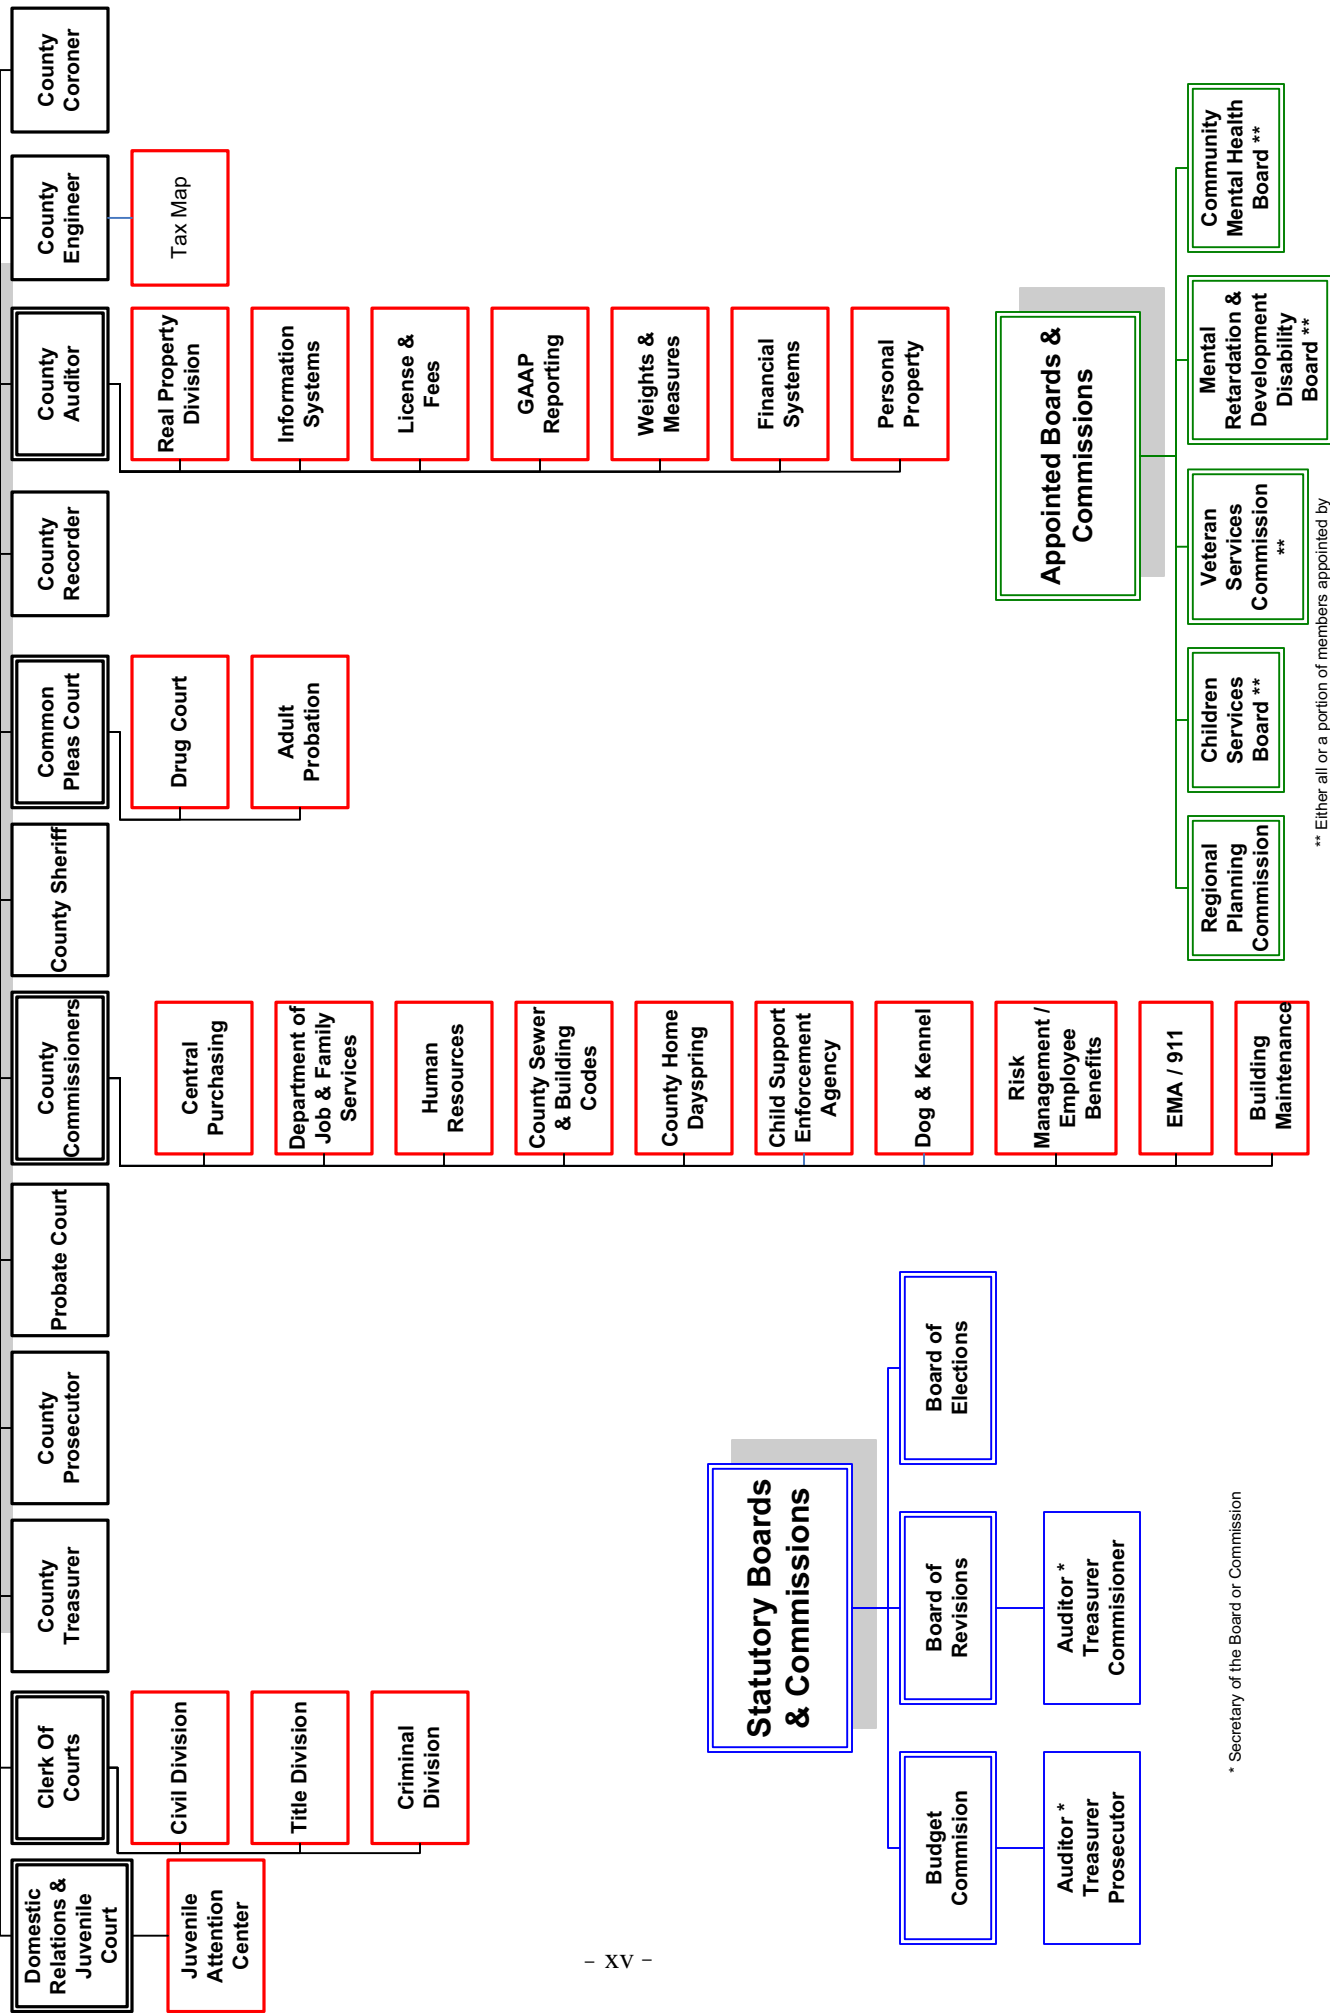 Domestic
Relations &
Juvenile
Court
Juvenile
Attention
Center
Clerk Of
Courts
Civil Division
Title Division
Criminal
Division
County
Treasurer
County
Prosecutor
Probate Court
County
Commissioners
Central
Purchasing
Department of
Job & Family
Services
Human
Resources
County Sewer
& Building
Codes
County Home
Dayspring
Child Support
Enforcement
Agency
Dog & Kennel
Risk
Management /
Employee
Benefits
EMA / 911
Building
Maintenance
County Sheriff
Common
Pleas Court
Drug Court
Adult
Probation
County
Recorder
County
Auditor
Real Property
Division
Information
Systems
License &
Fees
GAAP
Reporting
Weights &
Measures
Financial
Systems
Personal
Property
County
Engineer
Tax Map
County
Coroner
Statutory Boards
& Commissions
Budget
Commision
Auditor *
Treasurer
Prosecutor
Board of
Revisions
Auditor *
Treasurer
Commisioner
Board of
Elections
* Secretary of the Board or Commission
Appointed Boards &
Commissions
Regional
Planning
Commission
Children
Services
Board **
Veteran
Services
Commission
**
Mental
Retardation &
Development
Disability
Board **
Community
Mental Health
Board **
** Either all or a portion of members appointed by
– xv –